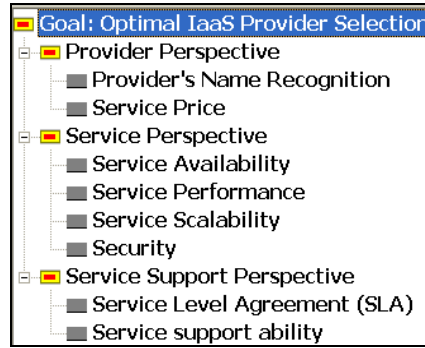 Goal: Optimal IaaS Provider Selection
Provider Perspective
Provider's Name Recognition
Service Price
Service Perspective
Service Availability
Service Performance
Service Scalability
Security
Service Support Perspective
Service Level Agreement (SLA)
Service support ability